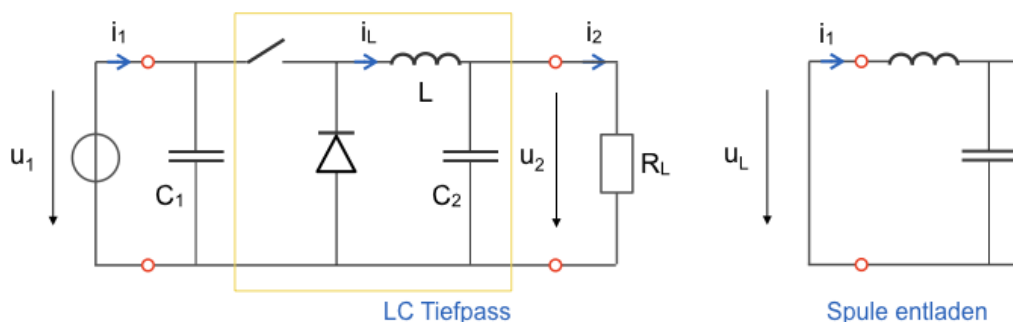 i1
iL
i2
i1
L
u1
C1
C2
u2
RL
uL
LC Tiefpass
Spule entladen